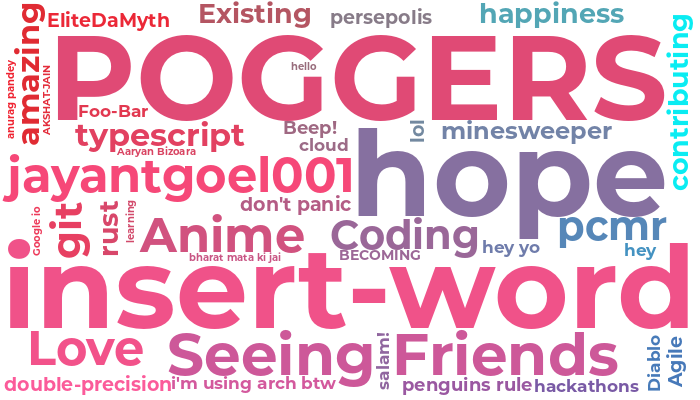 EliteDaMyth
Existing
persepolis
happiness
amazing
anurag pandey
AKSHAT-JAIN
POGGERS
hello
contributing
Foo-Bar
typescript
Aaryan Bizoara
Beep!
cloud
lol
minesweeper
jayantgoel001
hope
don't panic
Google io
git
rust
learning
Anime
bharat mata ki jai
Coding
BECOMING
hey yo
pcmr
hey
insert-word
Love
Seeing
salam!
Friends
Diablo
Agile
double-precision
i'm using arch btw
penguins rule
hackathons